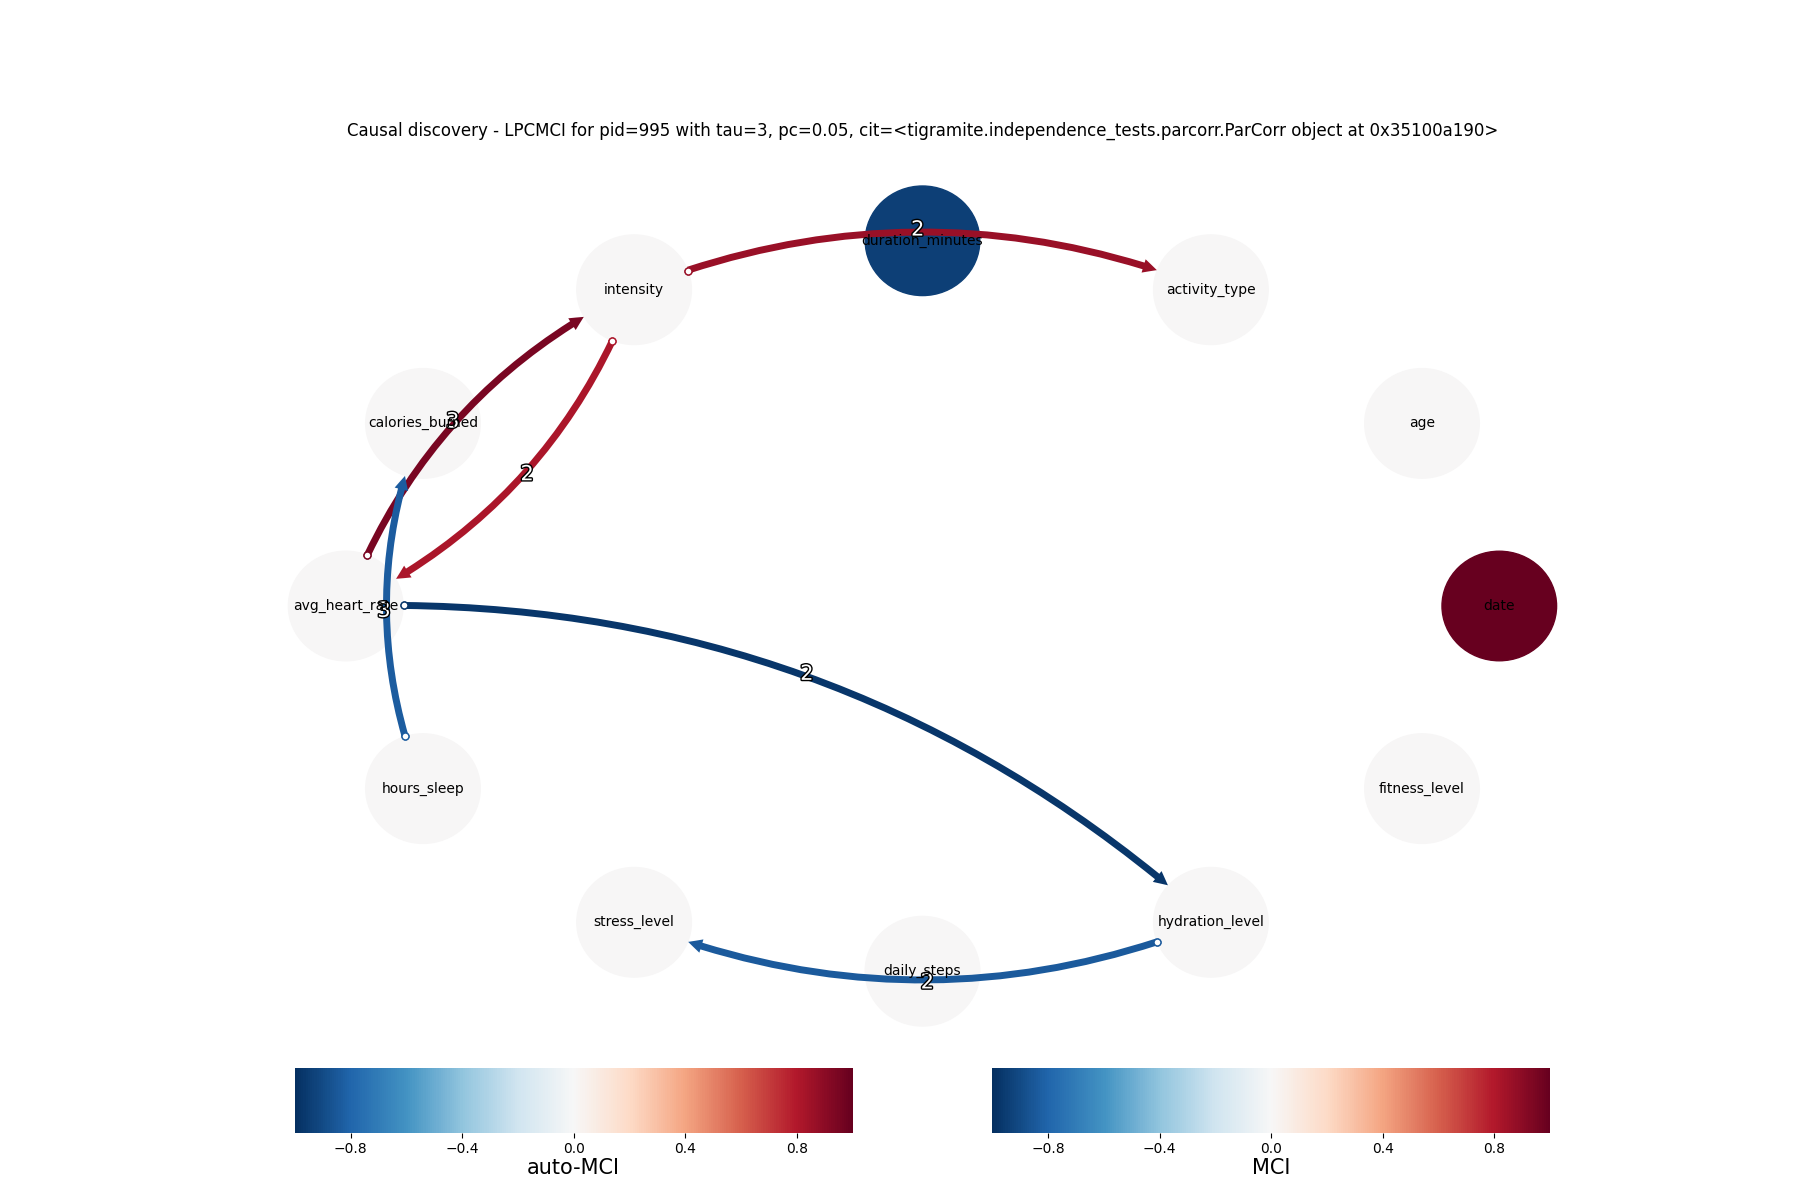 Causal discovery - LPCMCI for pid=995 with tau=3, pc=0.05, cit=<tigramite.independence_tests.parcorr.ParCorr object at 0x35100a190>
2
duration_minutes
intensity
activity_type
calories_burned
3
age
2
avg_heart_rate
3
date
2
hours_sleep
fitness_level
stress_level
hydration_level
daily_steps
2
−0.8 −0.4 0.0 0.4 0.8
auto-MCI
−0.8 −0.4 0.0 0.4 0.8
MCI